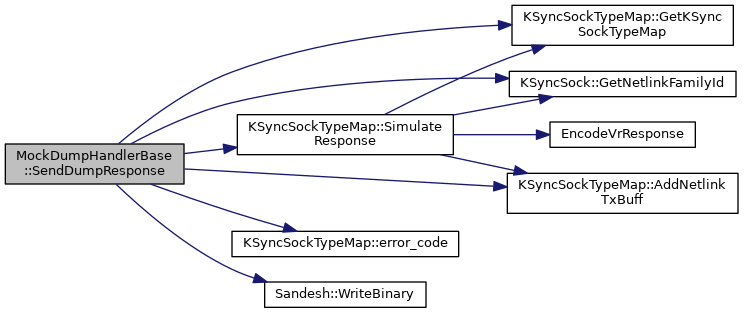 KSyncSockTypeMap::GetKSync
SockTypeMap
KSyncSock::GetNetlinkFamilyId
KSyncSockTypeMap::Simulate
Response
EncodeVrResponse
MockDumpHandlerBase
::SendDumpResponse
KSyncSockTypeMap::AddNetlink
TxBuff
KSyncSockTypeMap::error_code
Sandesh::WriteBinary